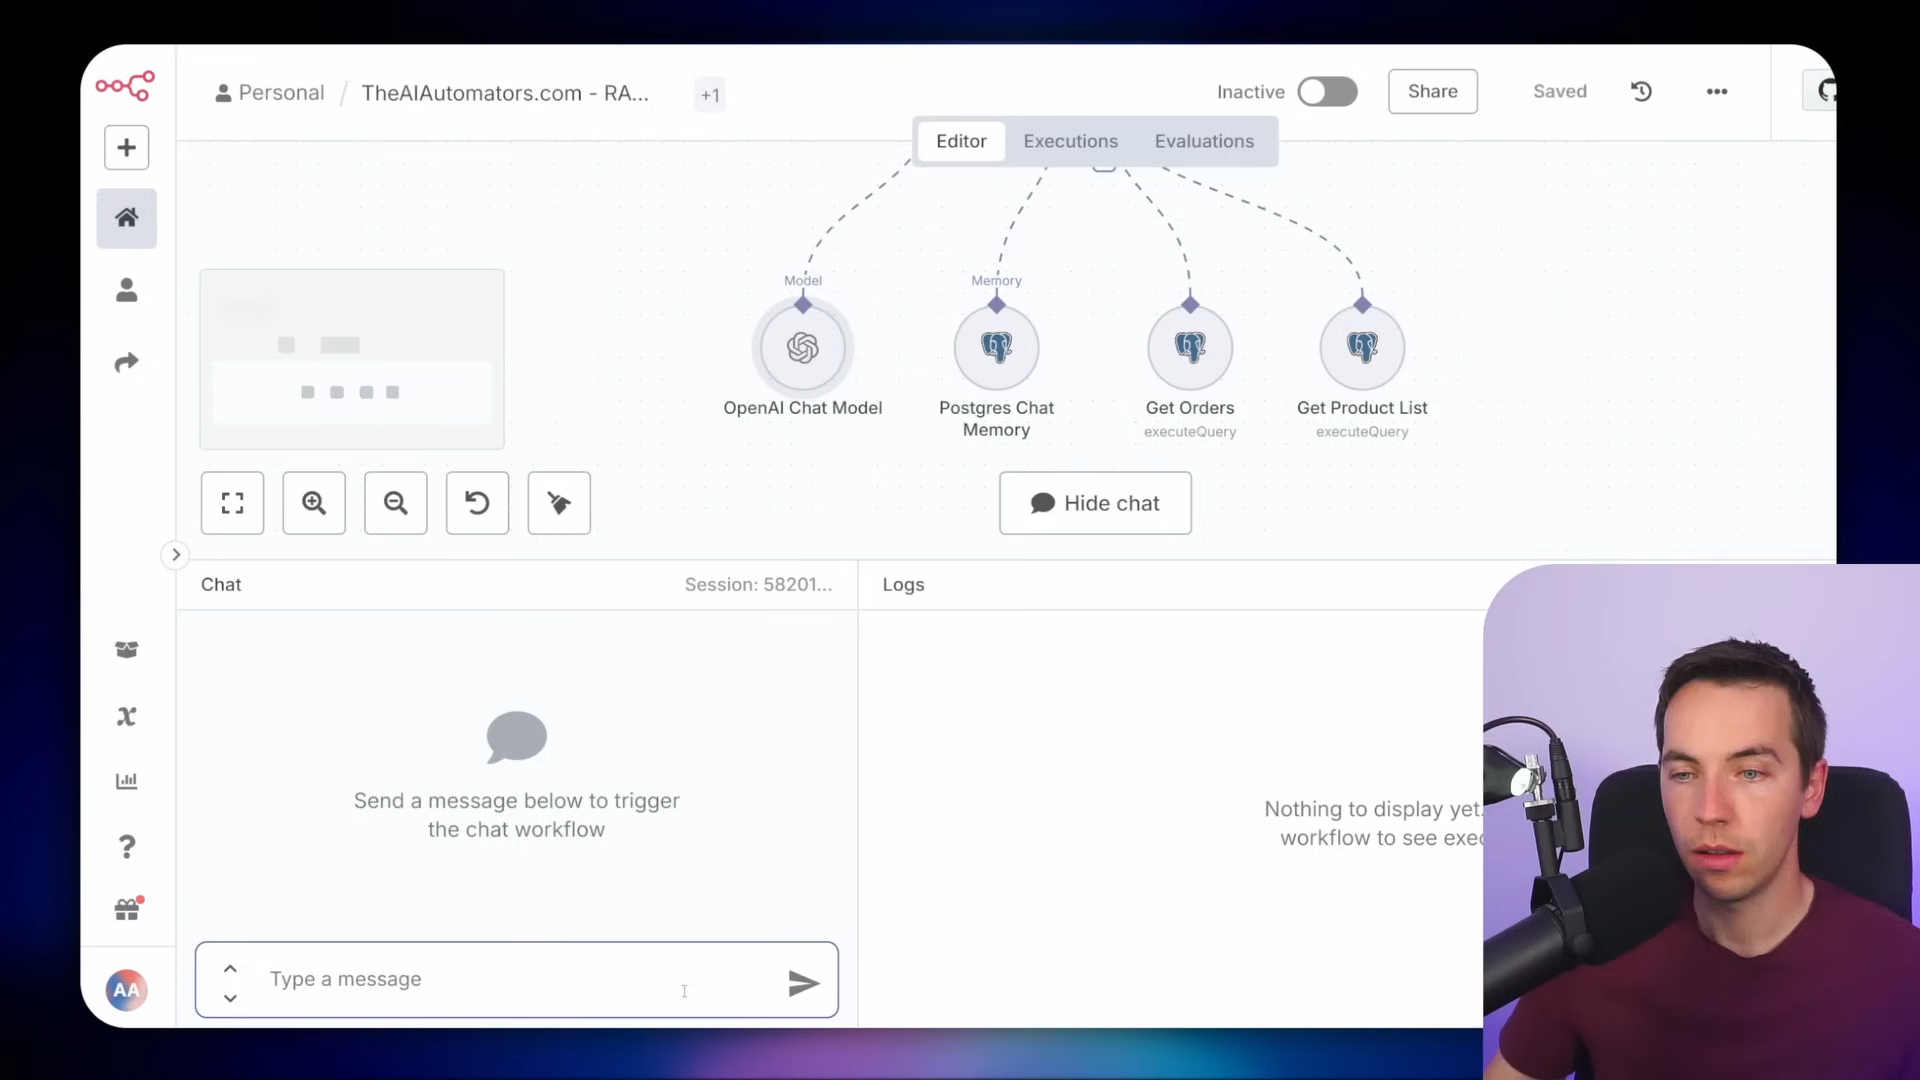 Personal / TheAIAutomators.com - RA...
+1
Inactive
Share
Saved
Editor
Executions
Evaluations
Model
Memory
OpenAI Chat Model
Postgres Chat
Memory
Get Orders
executeQuery
Get Product List
executeQuery
Hide chat
Chat
Session: 58201...
Logs
Send a message below to trigger
the chat workflow
Nothing to display yet.
workflow to see
Type a message
AA